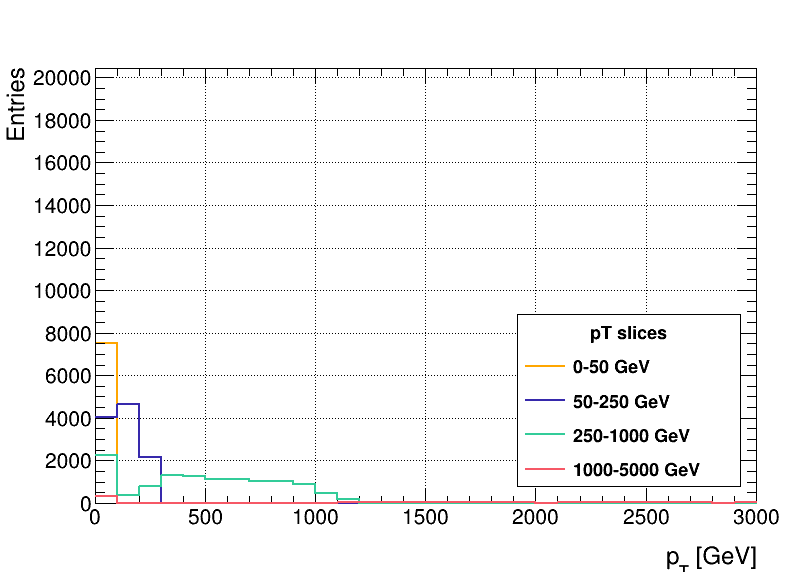 Entries
20000
18000
16000
14000
12000
10000
8000
6000
4000
2000
0
pT slices
0-50 GeV
50-250 GeV
250-1000 GeV
1000-5000 GeV
0 500 1000 1500 2000 2500 3000
pT [GeV]